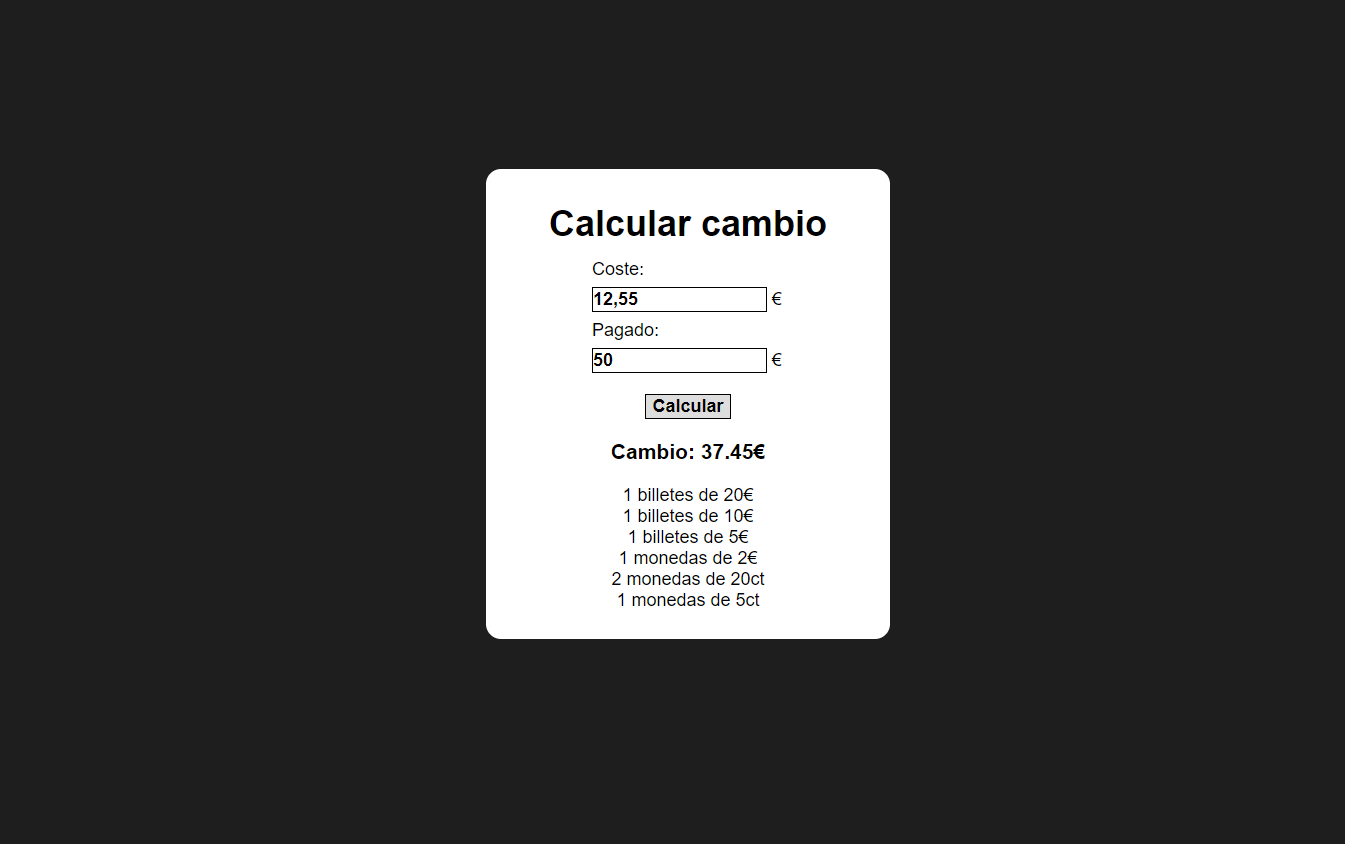 Calcular cambio
Coste:
12,55 €
Pagado:
50 €
Calcular
Cambio: 37.45€
1 billetes de 20€
1 billetes de 10€
1 billetes de 5€
1 monedas de 2€
2 monedas de 20ct
1 monedas de 5ct